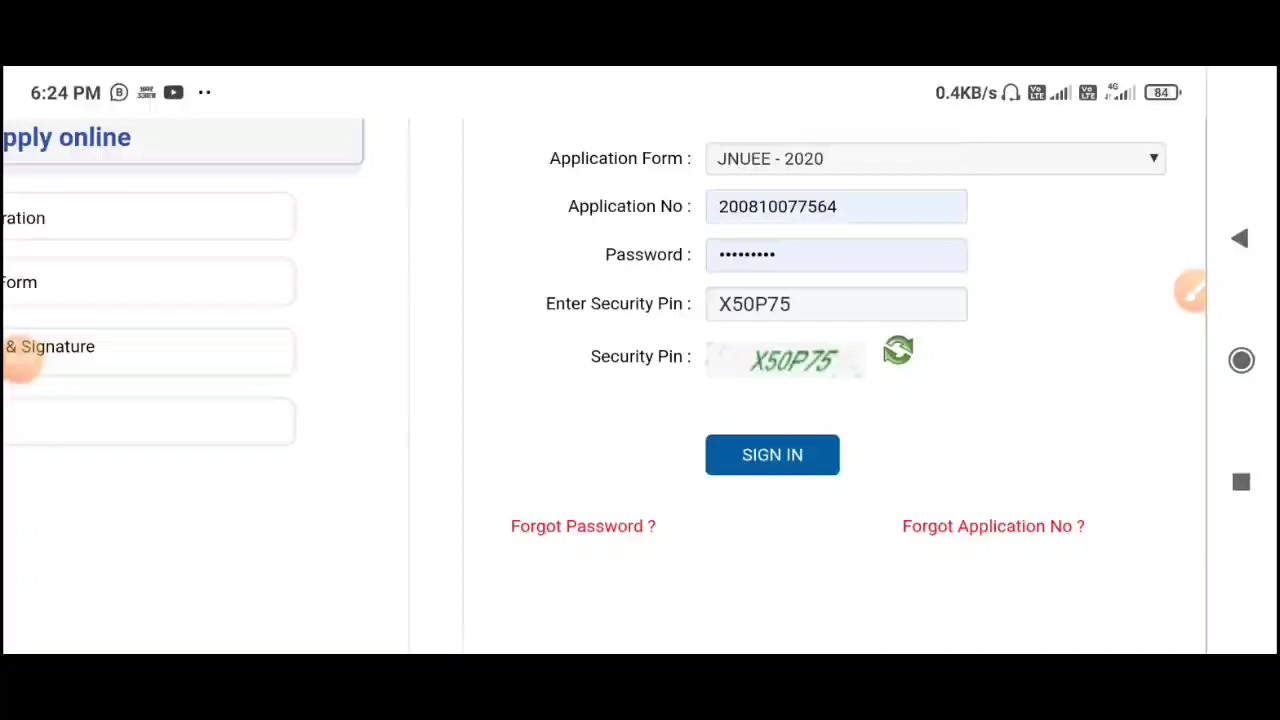 6:24 PM
0.4KB/s
4G
84
pply online
ration
Form
& Signature
Application Form : JNUEE - 2020
Application No : 200810077564
Password : •••••••••
Enter Security Pin : X50P75
Security Pin : X50P75
SIGN IN
Forgot Password ?
Forgot Application No ?